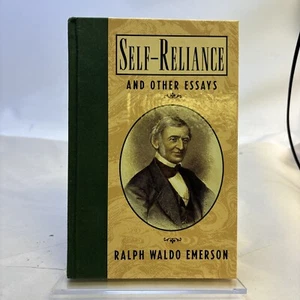 SELF-RELIANCE
AND OTHER ESSAYS
RALPH WALDO EMERSON